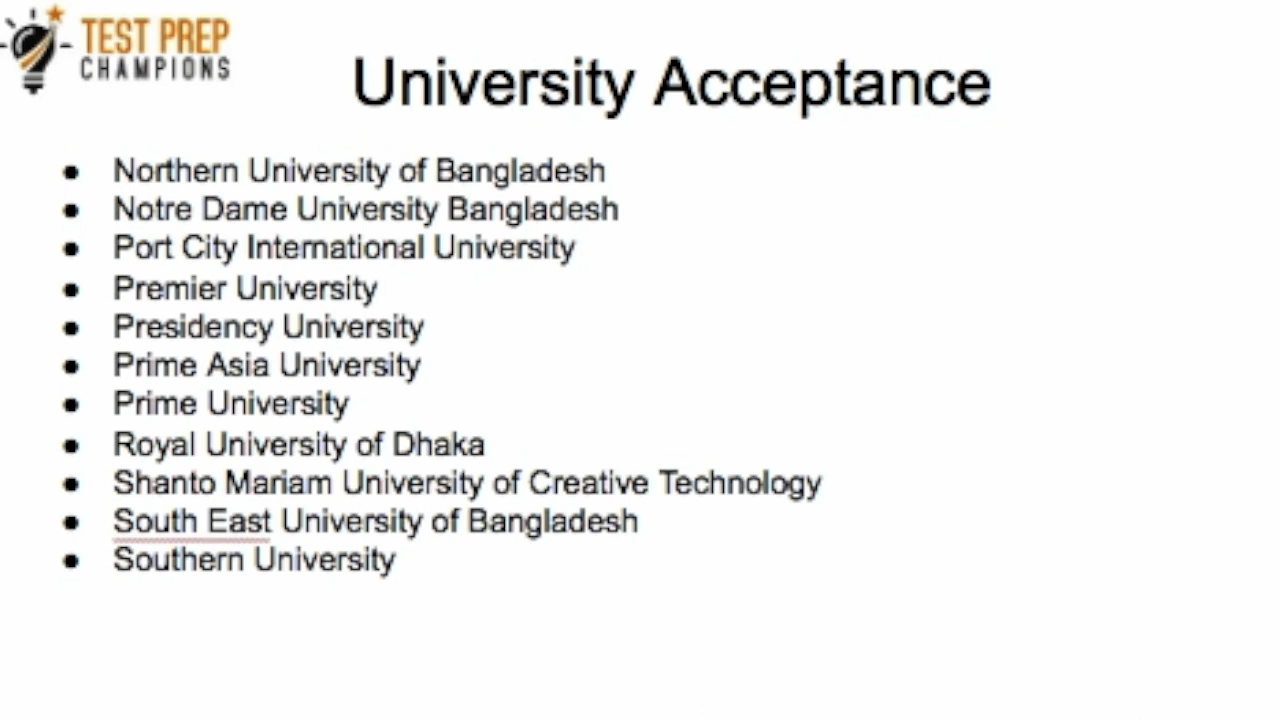 TEST PREP
CHAMPIONS
University Acceptance
● Northern University of Bangladesh
● Notre Dame University Bangladesh
● Port City International University
● Premier University
● Presidency University
● Prime Asia University
● Prime University
● Royal University of Dhaka
● Shanto Mariam University of Creative Technology
● South East University of Bangladesh
● Southern University